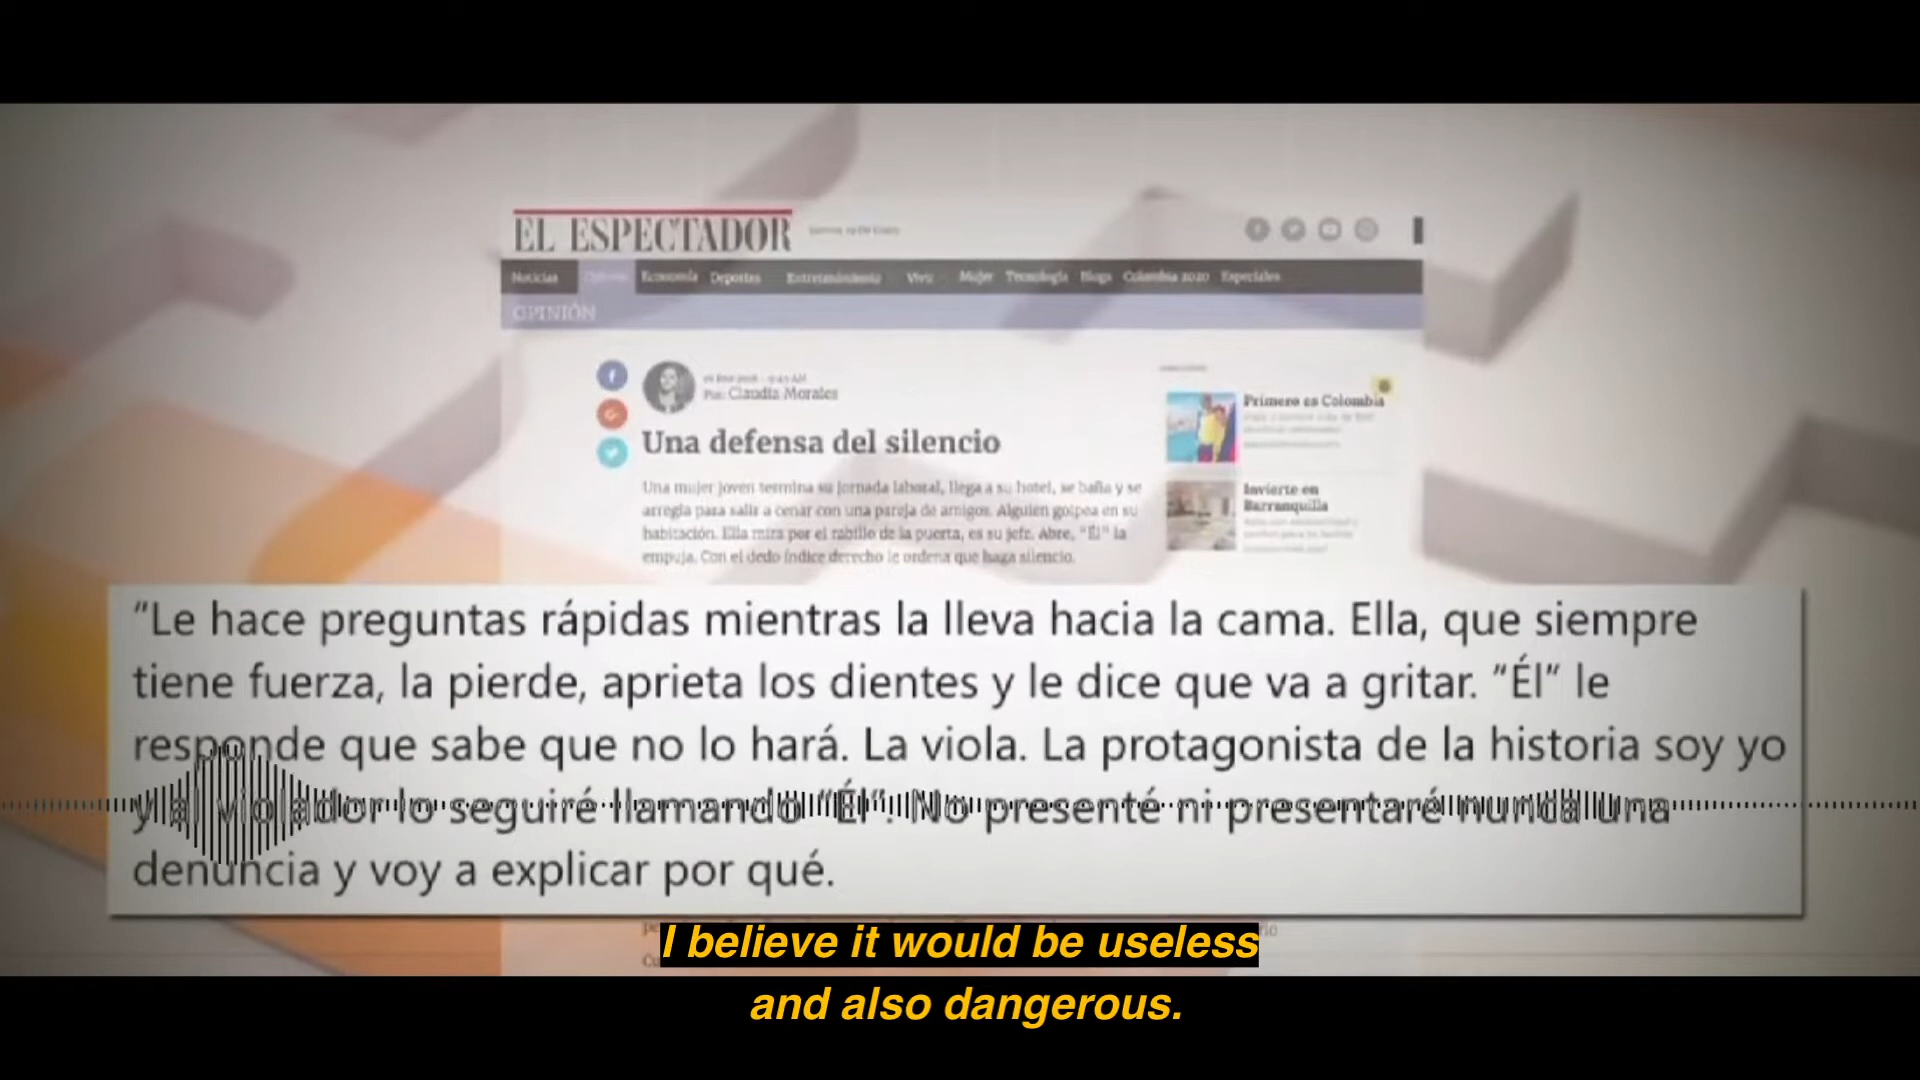 EL ESPECTADOR
Noticias Opinión Economía Deportes Entretenimiento Vivir Mujer Tecnología Blogs Colombia 2020 Especiales
OPINIÓN
Por: Claudia Morales
Una defensa del silencio
Una mujer joven termina su jornada laboral, llega a su hotel, se baña y se
arregla para salir a cenar con una pareja de amigos. Alguien golpea en su
habitación. Ella mira por el rabillo de la puerta, es su jefe. Abre, "Él" la
empuja. Con el dedo índice derecho le ordena que haga silencio.
Primero es Colombia
Invierte en
Barranquilla
"Le hace preguntas rápidas mientras la lleva hacia la cama. Ella, que siempre
tiene fuerza, la pierde, aprieta los dientes y le dice que va a gritar. "Él" le
responde que sabe que no lo hará. La viola. La protagonista de la historia soy yo
y al violador lo seguiré llamando "Él". No presenté ni presentaré nunca una
denuncia y voy a explicar por qué.
I believe it would be useless
and also dangerous.